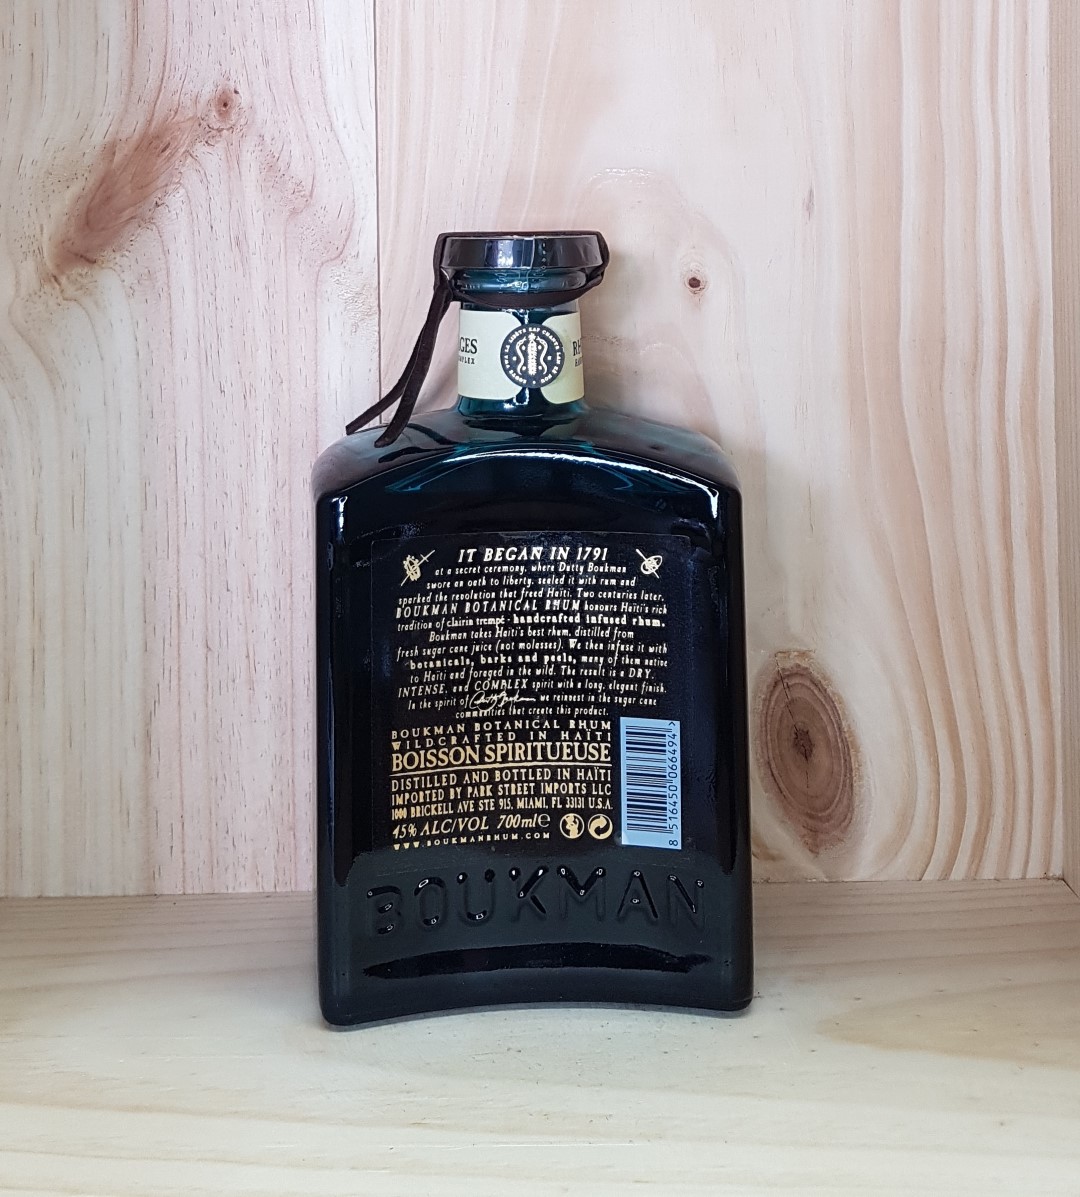 GES
IT BEGAN IN 1791
at a secret ceremony, where Dutty Boukman
swore an oath to liberty, sealed it with rum and
sparked the revolution that freed Haïti. Two centuries later,
BOUKMAN BOTANICAL RHUM honours Haïti's rich
tradition of clairin trempé - handcrafted infused rhum.
Boukman takes Haïti's best rhum, distilled from
fresh sugar cane juice (not molasses). We then infuse it with
botanicals, barks and peels, many of them native
to Haïti and foraged in the wild. The result is a DRY,
INTENSE, and COMPLEX spirit with a long, elegant finish.
In the spirit of we reinvest in the sugar cane
communities that create this product.
BOUKMAN BOTANICAL RHUM
WILDCRAFTED IN HAÏTI
BOISSON SPIRITUEUSE
DISTILLED AND BOTTLED IN HAÏTI
IMPORTED BY PARK STREET IMPORTS LLC
1000 BRICKELL AVE STE 915, MIAMI, FL 33131 U.S.A.
45% ALC/VOL 700ml e
WWW.BOUKMANRHUM.COM
8 516450 066494 >
BOUKMAN